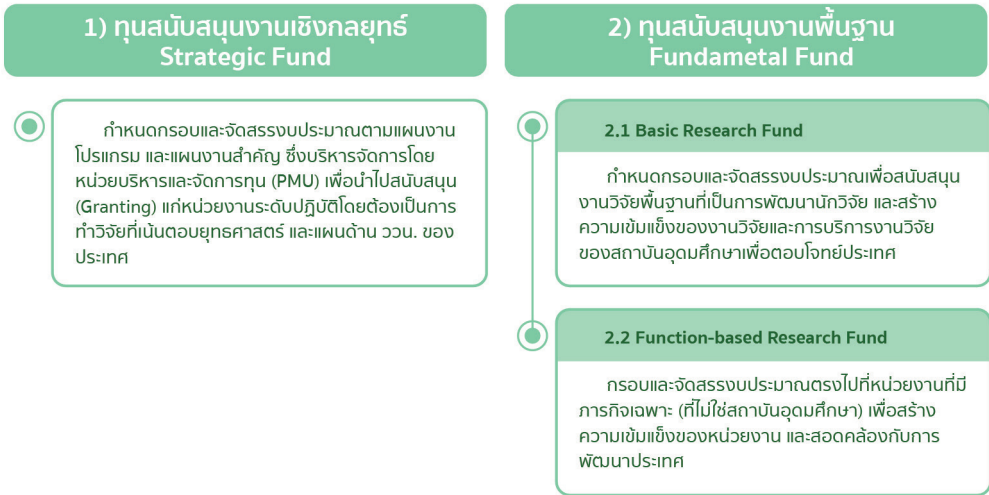 1) ทุนสนับสนุนงานเชิงกลยุทธ์
Strategic Fund
กำหนดกรอบและจัดสรรงบประมาณตามแผนงาน
โปรแกรม และแผนงานสำคัญ ซึ่งบริหารจัดการโดย
หน่วยบริหารและจัดการทุน (PMU) เพื่อนำไปสนับสนุน
(Granting) แก่หน่วยงานระดับปฏิบัติโดยต้องเป็นการ
ทำวิจัยที่เน้นตอบยุทธศาสตร์ และแผนด้าน ววน. ของ
ประเทศ
2) ทุนสนับสนุนงานพื้นฐาน
Fundametal Fund
2.1 Basic Research Fund
กำหนดกรอบและจัดสรรงบประมาณเพื่อสนับสนุน
งานวิจัยพื้นฐานที่เป็นการพัฒนานักวิจัย และสร้าง
ความเข้มแข็งของงานวิจัยและการบริการงานวิจัย
ของสถาบันอุดมศึกษาเพื่อตอบโจทย์ประเทศ
2.2 Function-based Research Fund
กรอบและจัดสรรงบประมาณตรงไปที่หน่วยงานที่มี
ภารกิจเฉพาะ (ที่ไม่ใช่สถาบันอุดมศึกษา) เพื่อสร้าง
ความเข้มแข็งของหน่วยงาน และสอดคล้องกับการ
พัฒนาประเทศ